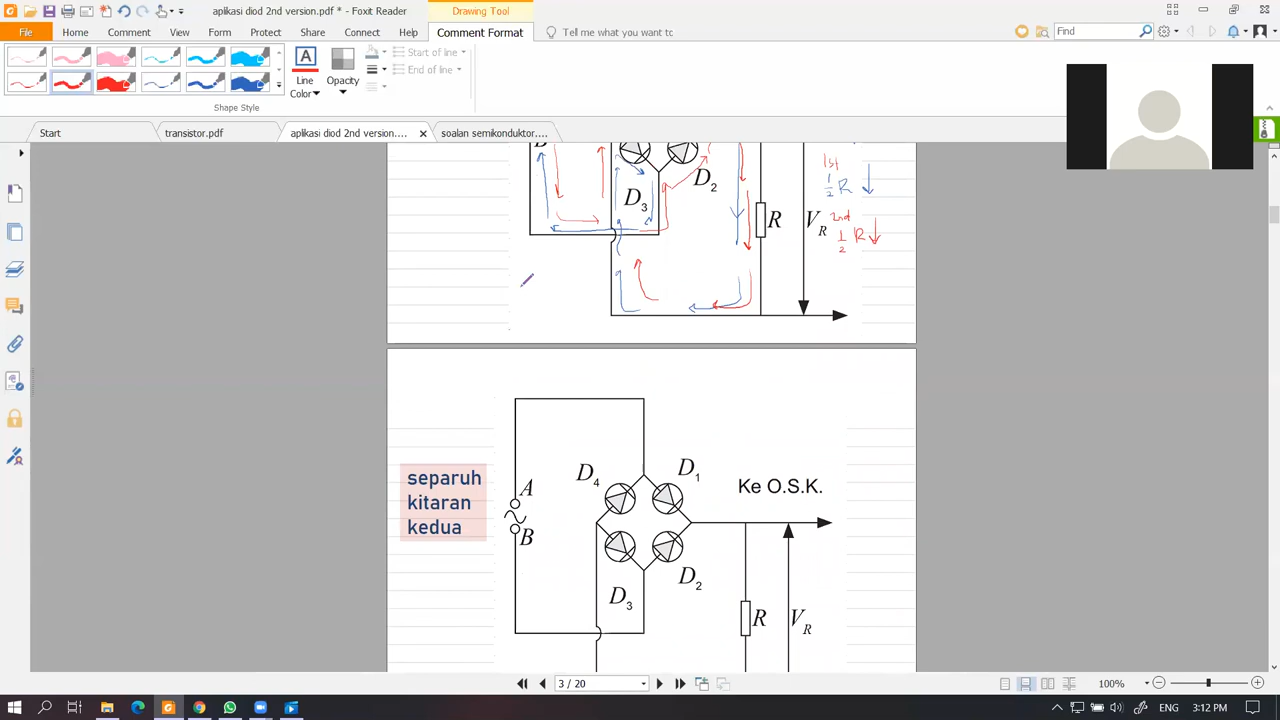 aplikasi diod 2nd version.pdf * - Foxit Reader
Drawing Tool
File
Home
Comment
View
Form
Protect
Share
Connect
Help
Comment Format
Tell me what you want tc
Find
Line
Color
Opacity
Start of line
End of line
Shape Style
Start
transistor.pdf
aplikasi diod 2nd version....
soalan semikonduktor....
D3
D2
R
VR
1st
1/2 R ↓
2nd
1/2 R ↓
separuh
kitaran
kedua
A
B
D4
D1
Ke O.S.K.
D3
D2
R
VR
3 / 20
100%
ENG
3:12 PM